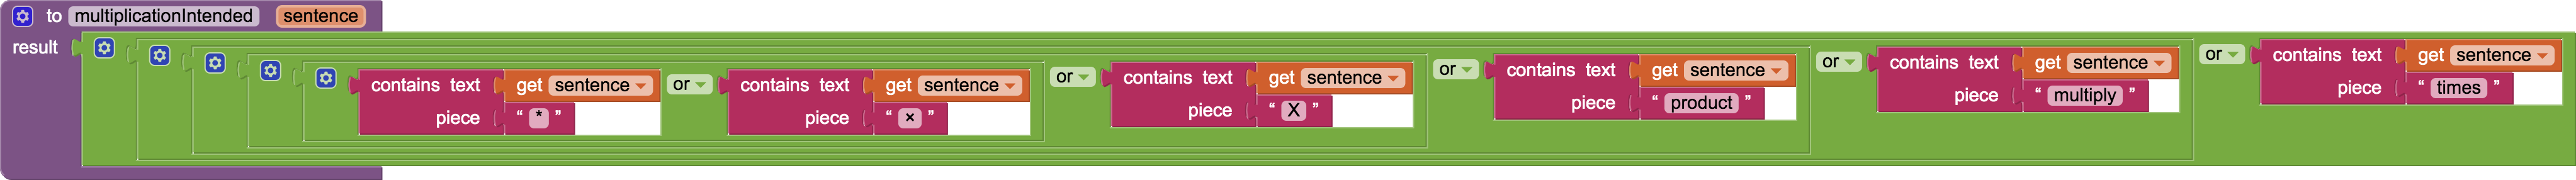 to multiplicationIntended sentence
result contains text get sentence or contains text get sentence or contains text get sentence or contains text get sentence or contains text get sentence or contains text get sentence
piece “ * ” piece “ × ” piece “ X ” piece “ product ” piece “ multiply ” piece “ times ”